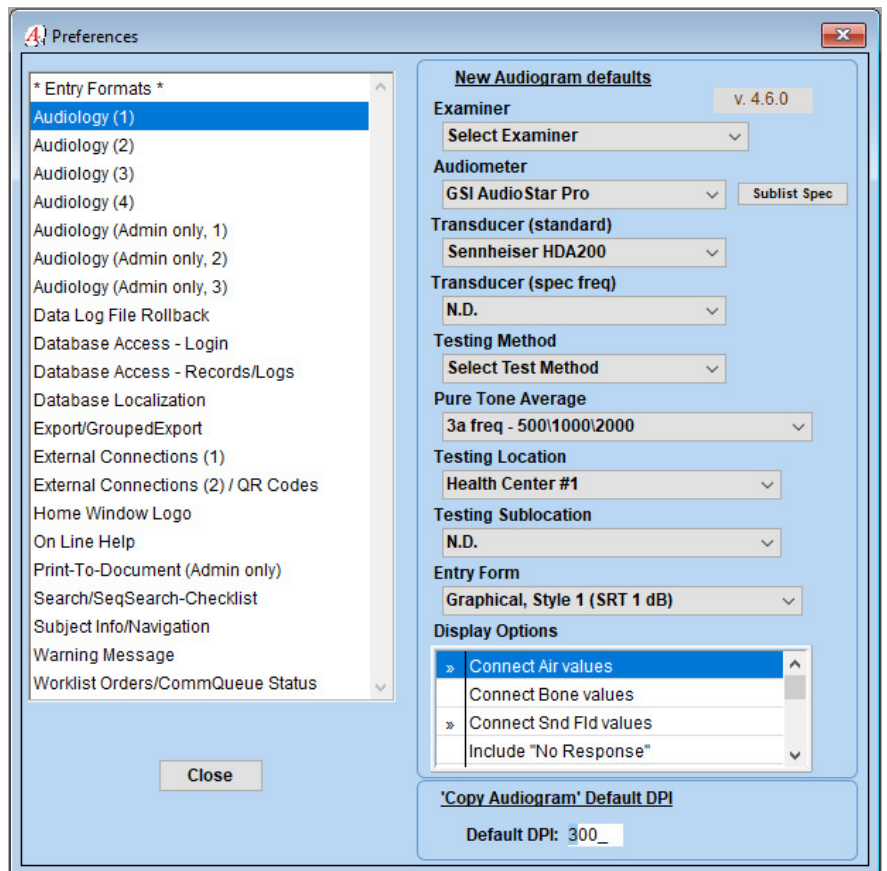 Preferences
* Entry Formats *
Audiology (1)
Audiology (2)
Audiology (3)
Audiology (4)
Audiology (Admin only, 1)
Audiology (Admin only, 2)
Audiology (Admin only, 3)
Data Log File Rollback
Database Access - Login
Database Access - Records/Logs
Database Localization
Export/GroupedExport
External Connections (1)
External Connections (2) / QR Codes
Home Window Logo
On Line Help
Print-To-Document (Admin only)
Search/SeqSearch-Checklist
Subject Info/Navigation
Warning Message
Worklist Orders/CommQueue Status
Close
New Audiogram defaults
v. 4.6.0
Examiner
Select Examiner
Audiometer
GSI AudioStar Pro
Sublist Spec
Transducer (standard)
Sennheiser HDA200
Transducer (spec freq)
N.D.
Testing Method
Select Test Method
Pure Tone Average
3a freq - 500\1000\2000
Testing Location
Health Center #1
Testing Sublocation
N.D.
Entry Form
Graphical, Style 1 (SRT 1 dB)
Display Options
» Connect Air values
Connect Bone values
» Connect Snd Fld values
Include "No Response"
'Copy Audiogram' Default DPI
Default DPI: 300_